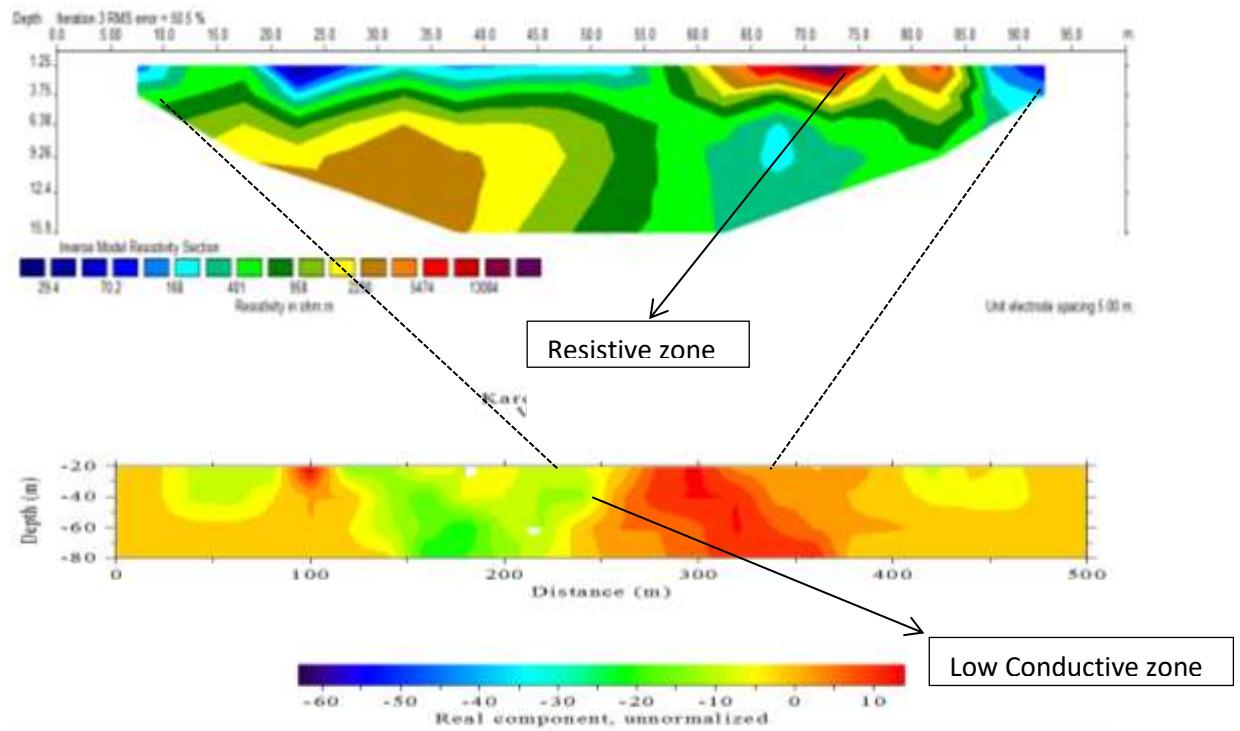 Depth Iteration 3 RMS error = 50.5 %
0.0 5.00 10.0 15.0 20.0 25.0 30.0 35.0 40.0 45.0 50.0 55.0 60.0 65.0 70.0 75.0 80.0 85.0 90.0 95.0 m.
1.25
3.75
6.38
9.26
12.4
15.9
Inverse Model Resistivity Section
29.4 70.2 168 401 958 5474 13064
Resistivity in ohm.m
Unit electrode spacing 5.00 m.
Resistive zone
-20
-40
-60
-80
Depth (m)
0 100 200 300 400 500
Distance (m)
Low Conductive zone
-60 -50 -40 -30 -20 -10 0 10
Real component, unnormalized